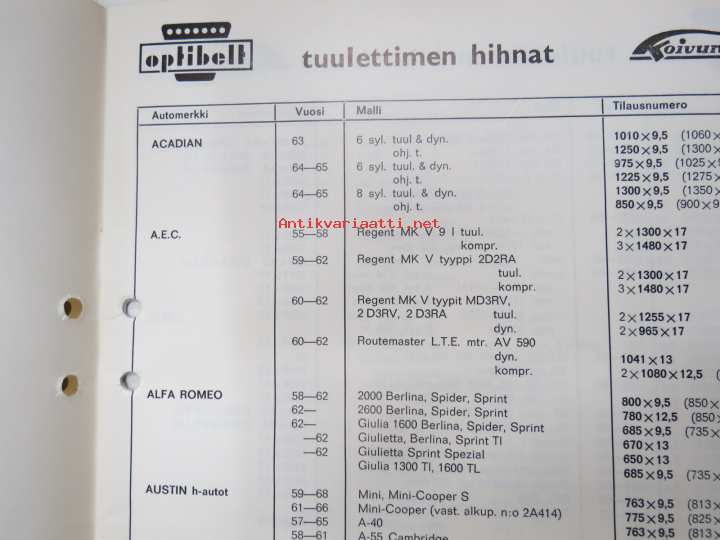 optibelt tuulettimen hihnat
Automerkki Vuosi Malli Tilausnumero
ACADIAN 63 6 syl. tuul & dyn. 1010×9,5 (1060×
ohj. t. 1250×9,5 (1300×
64—65 6 syl. tuul. & dyn. 975×9,5 (1025×9
ohj. t. 1225×9,5 (1275×
64—65 8 syl. tuul. & dyn. 1300×9,5 (1350×
ohj. t. 850×9,5 (900×9
Antikvariaatti.net
A.E.C. 55—58 Regent MK V 9 l tuul. 2×1300×17
kompr. 3×1480×17
59—62 Regent MK V tyyppi 2D2RA
tuul. 2×1300×17
kompr. 3×1480×17
60—62 Regent MK V tyypit MD3RV,
2 D3RV, 2 D3RA tuul. 2×1255×17
dyn. 2×965×17
60—62 Routemaster L.T.E. mtr. AV 590
dyn. 1041×13
kompr. 2×1080×12,5 (
ALFA ROMEO 58—62 2000 Berlina, Spider, Sprint 800×9,5 (850×
62— 2600 Berlina, Spider, Sprint 780×12,5 (850×
62— Giulia 1600 Berlina, Spider, Sprint 685×9,5 (735×
—62 Giulietta, Berlina, Sprint TI 670×13
—62 Giulietta Sprint Spezial 650×13
Giulia 1300 TI, 1600 TL 685×9,5 (735×
AUSTIN h-autot 59—68 Mini, Mini-Cooper S 763×9,5 (813×
61—66 Mini-Cooper (vast. alkup. n:o 2A414) 775×9,5 (825×
57—65 A-40 763×9,5 (813×
58—61 A-55 Cambridge